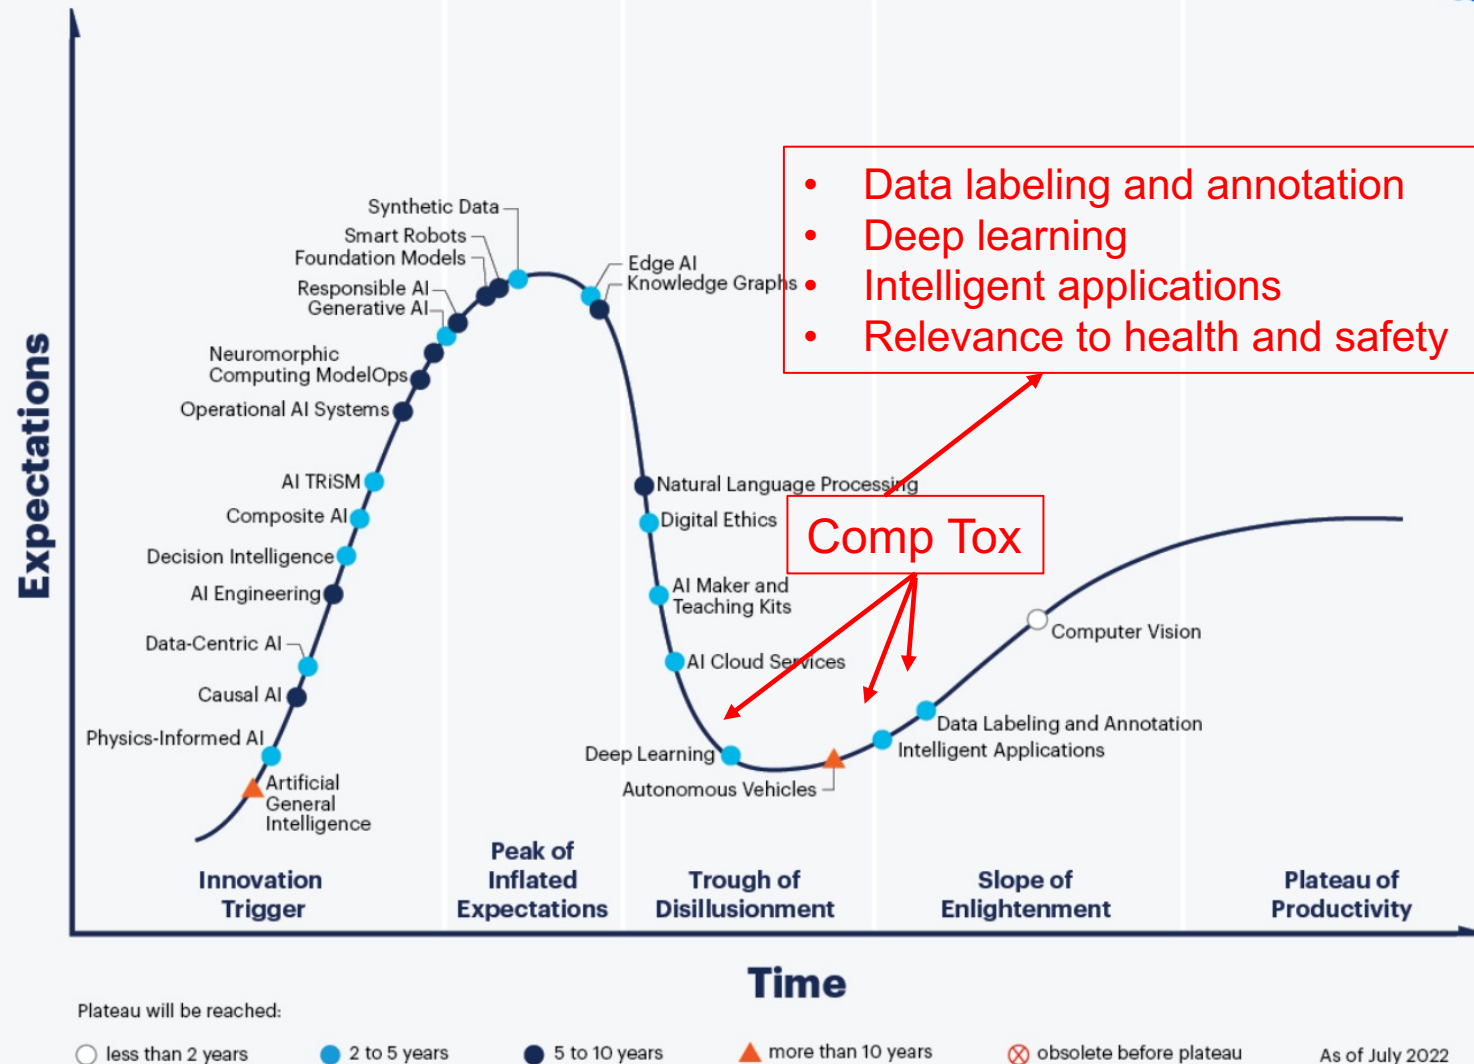 • Data labeling and annotation
• Deep learning
• Intelligent applications
• Relevance to health and safety
Synthetic Data
Smart Robots
Foundation Models
Responsible AI
Generative AI
Neuromorphic
Computing ModelOps
Operational AI Systems
AI TRiSM
Composite AI
Decision Intelligence
AI Engineering
Data-Centric AI
Causal AI
Physics-Informed AI
Artificial
General
Intelligence
Edge AI
Knowledge Graphs
Natural Language Processing
Digital Ethics
Comp Tox
AI Maker and
Teaching Kits
AI Cloud Services
Deep Learning
Autonomous Vehicles
Computer Vision
Data Labeling and Annotation
Intelligent Applications
Expectations
Innovation
Trigger
Peak of
Inflated
Expectations
Trough of
Disillusionment
Slope of
Enlightenment
Plateau of
Productivity
Time
Plateau will be reached:
less than 2 years
2 to 5 years
5 to 10 years
more than 10 years
obsolete before plateau
As of July 2022